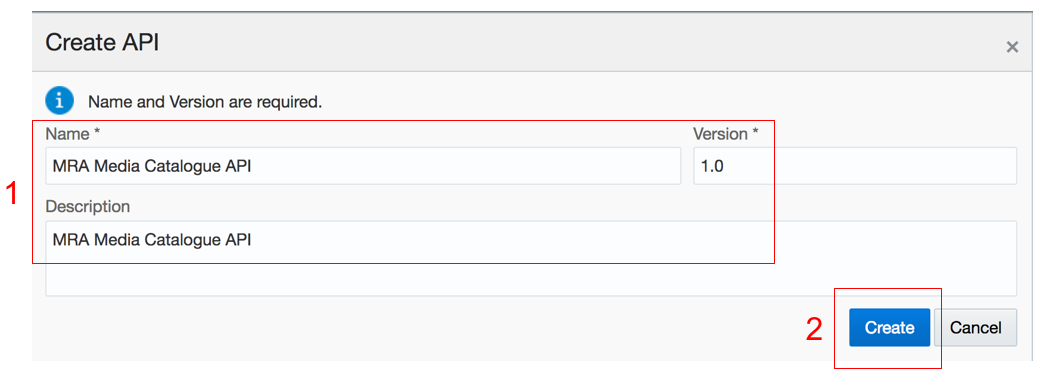 Create API
×
i
Name and Version are required.
Name * Version *
MRA Media Catalogue API 1.0
1
Description
MRA Media Catalogue API
2 Create Cancel